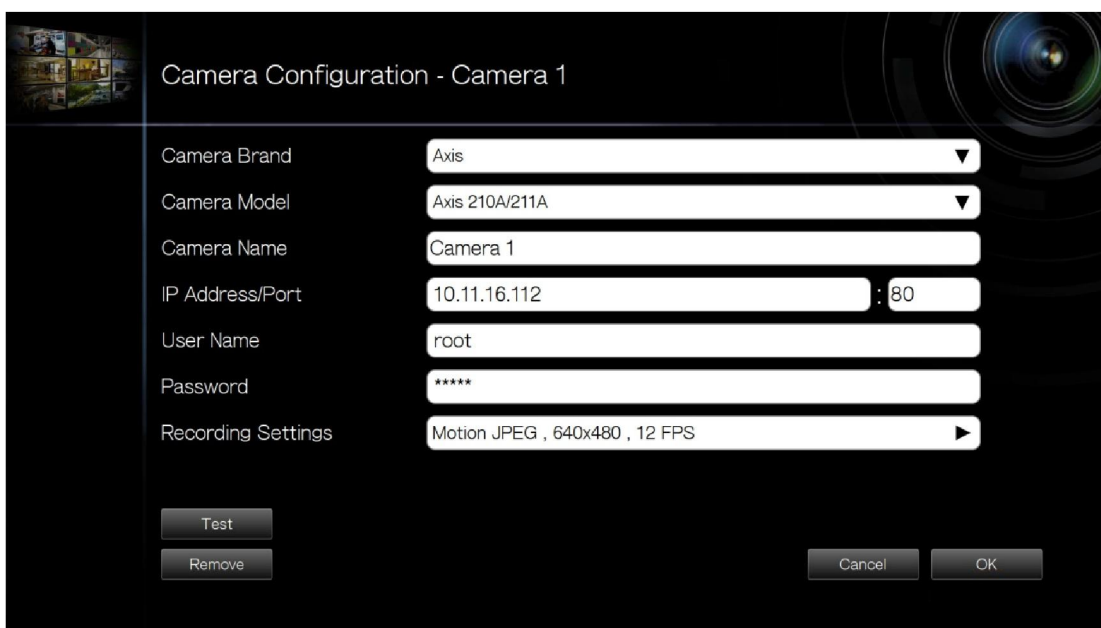 Camera Configuration - Camera 1
Camera Brand Axis
Camera Model Axis 210A/211A
Camera Name Camera 1
IP Address/Port 10.11.16.112 : 80
User Name root
Password *****
Recording Settings Motion JPEG , 640x480 , 12 FPS
Test
Remove Cancel OK